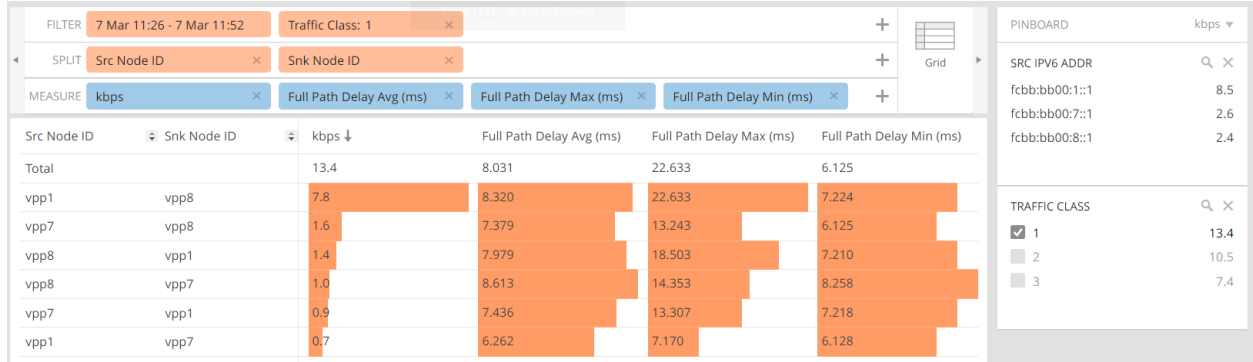 FILTER 7 Mar 11:26 - 7 Mar 11:52 Traffic Class: 1 × +
SPLIT Src Node ID × Snk Node ID × +
MEASURE kbps × Full Path Delay Avg (ms) × Full Path Delay Max (ms) × Full Path Delay Min (ms) × +
Grid
Src Node ID Snk Node ID kbps ↓ Full Path Delay Avg (ms) Full Path Delay Max (ms) Full Path Delay Min (ms)
Total 13.4 8.031 22.633 6.125
vpp1 vpp8 7.8 8.320 22.633 7.224
vpp7 vpp8 1.6 7.379 13.243 6.125
vpp8 vpp1 1.4 7.979 18.503 7.210
vpp8 vpp7 1.0 8.613 14.353 8.258
vpp7 vpp1 0.9 7.436 13.307 7.218
vpp1 vpp7 0.7 6.262 7.170 6.128
PINBOARD kbps
SRC IPV6 ADDR
fcbb:bb00:1::1 8.5
fcbb:bb00:7::1 2.6
fcbb:bb00:8::1 2.4
TRAFFIC CLASS
1 13.4
2 10.5
3 7.4